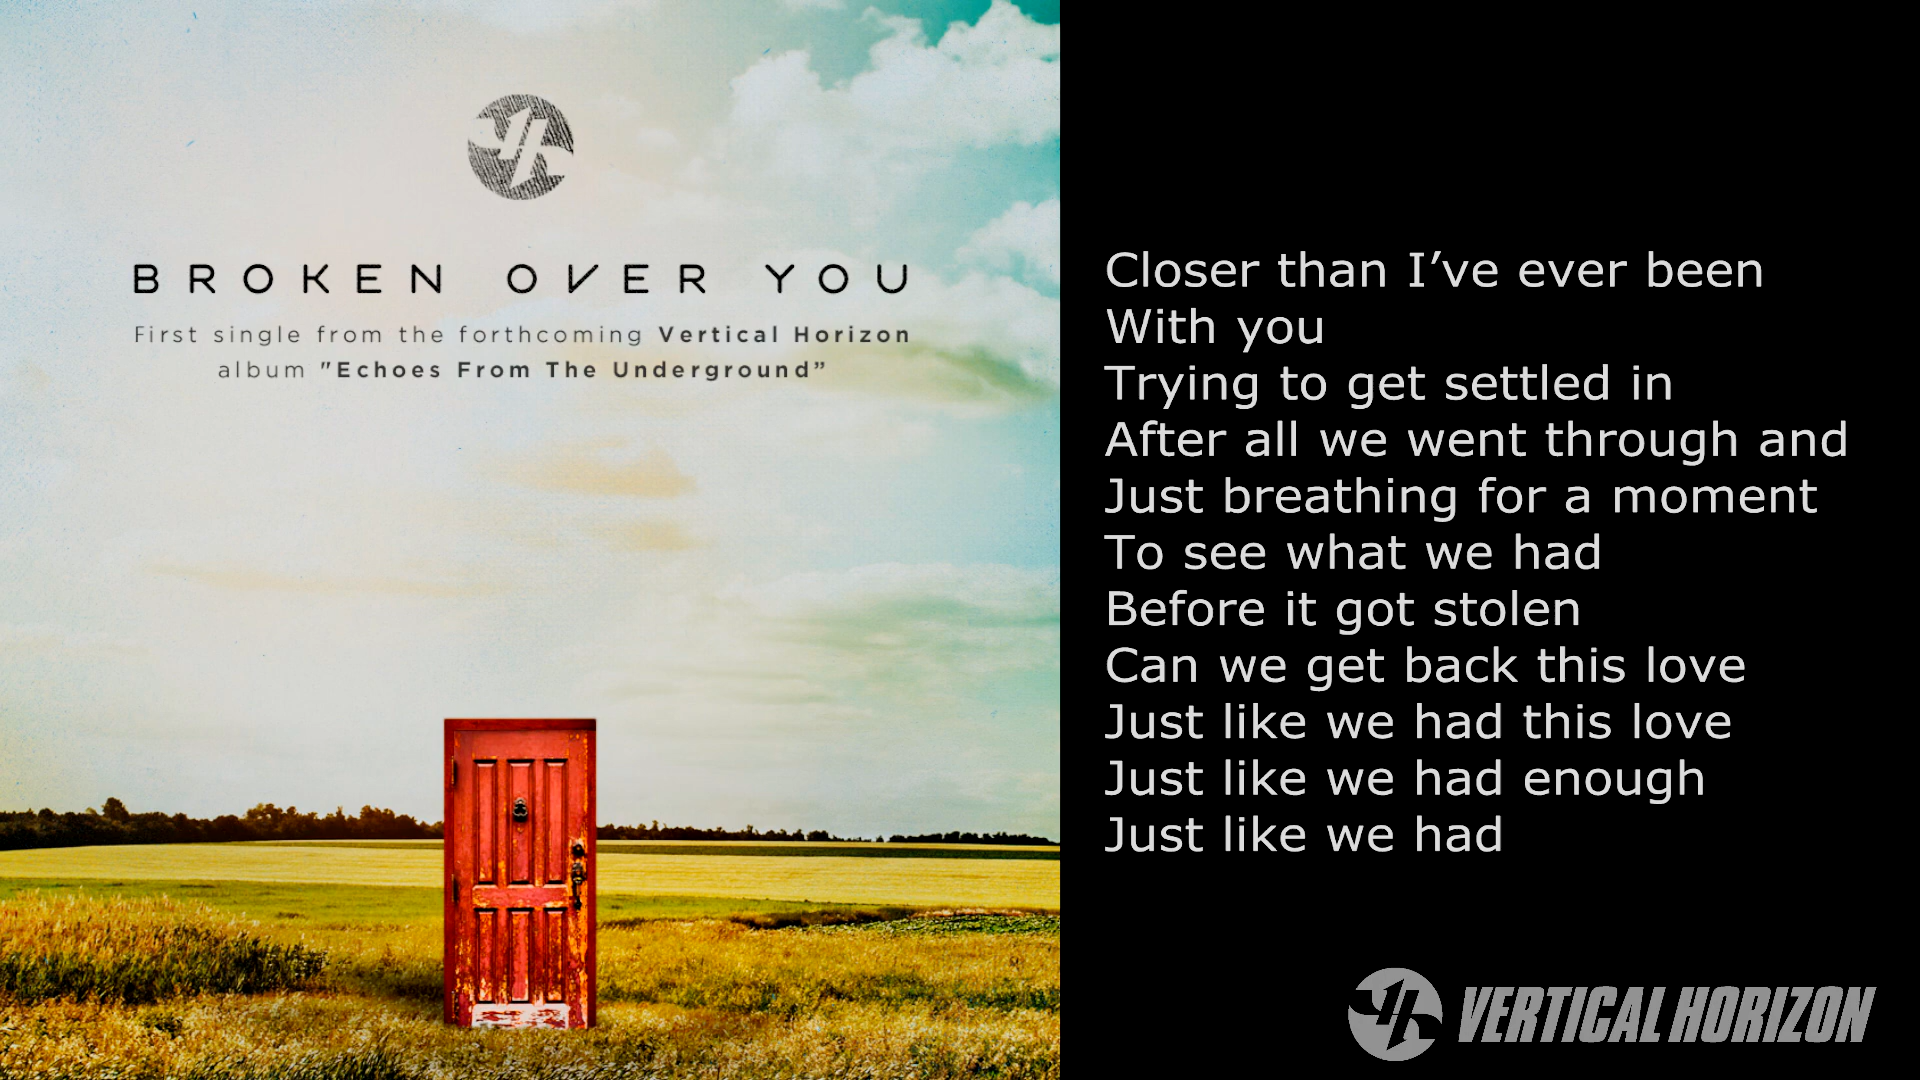 BROKEN OVER YOU
First single from the forthcoming Vertical Horizon
album "Echoes From The Underground”
Closer than I’ve ever been
With you
Trying to get settled in
After all we went through and
Just breathing for a moment
To see what we had
Before it got stolen
Can we get back this love
Just like we had this love
Just like we had enough
Just like we had
VERTICAL HORIZON